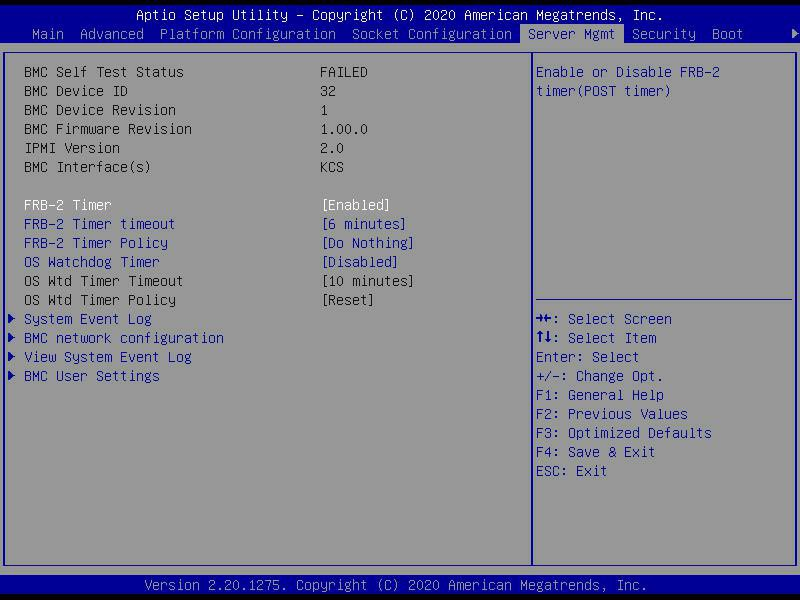 Aptio Setup Utility – Copyright (C) 2020 American Megatrends, Inc.
Main Advanced Platform Configuration Socket Configuration Server Mgmt Security Boot ►
BMC Self Test Status FAILED
BMC Device ID 32
BMC Device Revision 1
BMC Firmware Revision 1.00.0
IPMI Version 2.0
BMC Interface(s) KCS
FRB-2 Timer [Enabled]
FRB-2 Timer timeout [6 minutes]
FRB-2 Timer Policy [Do Nothing]
OS Watchdog Timer [Disabled]
OS Wtd Timer Timeout [10 minutes]
OS Wtd Timer Policy [Reset]
► System Event Log
► BMC network configuration
► View System Event Log
► BMC User Settings
Enable or Disable FRB-2
timer(POST timer)
→←: Select Screen
↑↓: Select Item
Enter: Select
+/-: Change Opt.
F1: General Help
F2: Previous Values
F3: Optimized Defaults
F4: Save & Exit
ESC: Exit
Version 2.20.1275. Copyright (C) 2020 American Megatrends, Inc.